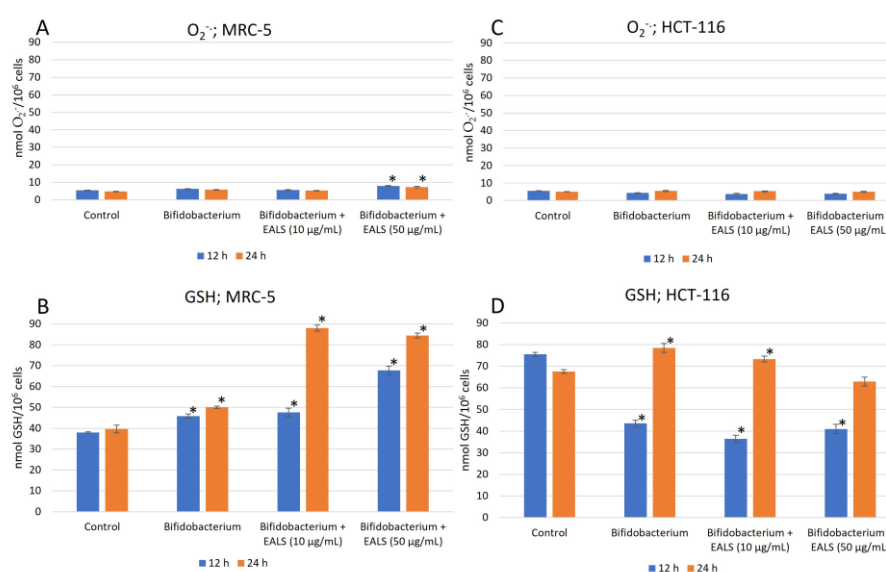 A
O₂⁻·; MRC-5
nmol O₂⁻·/10⁶ cells
90
80
70
60
50
40
30
20
10
0
* *
Control
Bifidobacterium
Bifidobacterium +
EALS (10 µg/mL)
Bifidobacterium +
EALS (50 µg/mL)
12 h 24 h
C
O₂⁻·; HCT-116
nmol O₂⁻·/10⁶ cells
90
80
70
60
50
40
30
20
10
0
Control
Bifidobacterium
Bifidobacterium +
EALS (10 µg/mL)
Bifidobacterium
EALS (50 µg/mL)
12 h 24 h
B
GSH; MRC-5
nmol GSH/10⁶ cells
90
80
70
60
50
40
30
20
10
0
* *
* *
* *
Control
Bifidobacterium
Bifidobacterium +
EALS (10 µg/mL)
Bifidobacterium +
EALS (50 µg/mL)
12 h 24 h
D
GSH; HCT-116
nmol GSH/10⁶ cells
90
80
70
60
50
40
30
20
10
0
* *
* *
*
Control
Bifidobacterium
Bifidobacterium +
EALS (10 µg/mL)
Bifidobacterium
EALS (50 µg/mL)
12 h 24 h